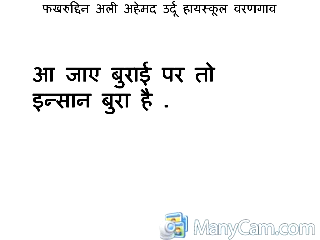 फखरुद्दिन अली अहेमद उर्दू हायस्कूल वरणगाव
आ जाए बुराई पर तो
इन्सान बुरा है .
ManyCam.com